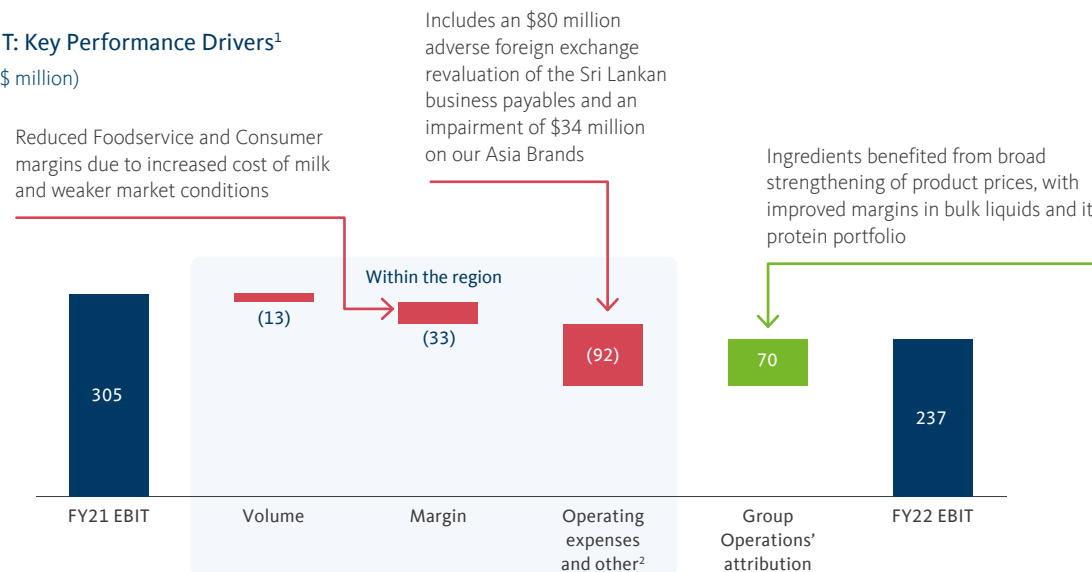 T: Key Performance Drivers¹
$ million)
Includes an $80 million
adverse foreign exchange
revaluation of the Sri Lankan
business payables and an
impairment of $34 million
on our Asia Brands
Reduced Foodservice and Consumer
margins due to increased cost of milk
and weaker market conditions
Ingredients benefited from broad
strengthening of product prices, with
improved margins in bulk liquids and it
protein portfolio
Within the region
305
(13)
(33)
(92)
70
237
FY21 EBIT
Volume
Margin
Operating
expenses
and other²
Group
Operations’
attribution
FY22 EBIT